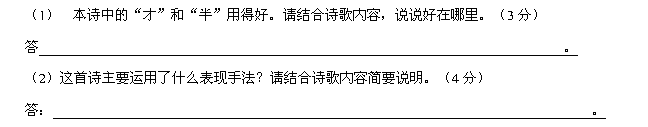 （1） 本诗中的“才”和“半”用得好。请结合诗歌内容，说说好在哪里。（3分）
答                                                                        。
（2）这首诗主要运用了什么表现手法？请结合诗歌内容简要说明。（4分）
答：                                                                        。